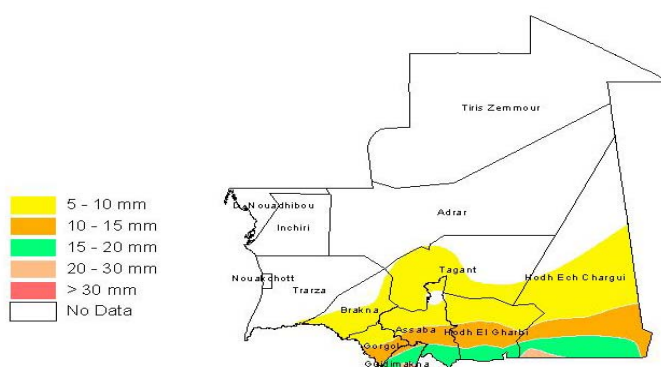 Tiris Zemmour
5 - 10 mm
10 - 15 mm
15 - 20 mm
20 - 30 mm
> 30 mm
No Data
D.Nouadhibou
Inchiri
Adrar
Nouakchott
Trarza
Tagant
Hodh Ech Chargui
Brakna
Assaba
Hodh El Gharbi
Gorgol
Guidimakha